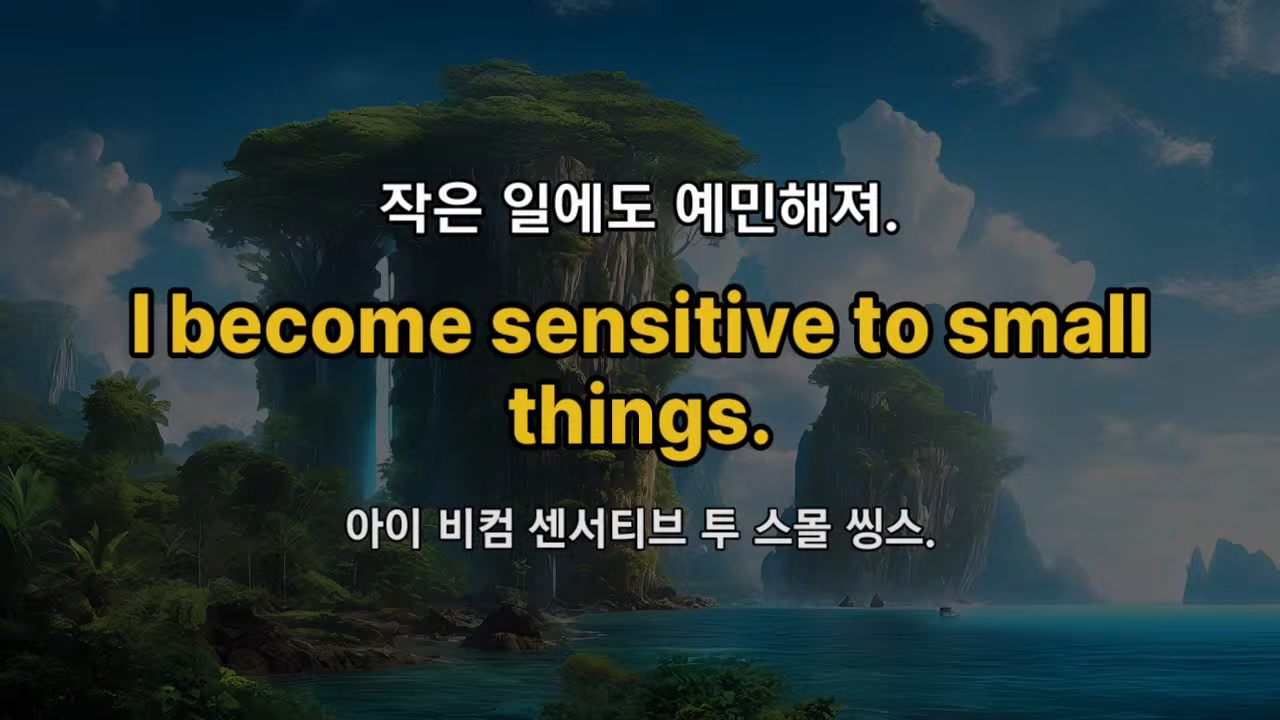 작은 일에도 예민해져.
I become sensitive to small
things.
아이 비컴 센서티브 투 스몰 씽스.